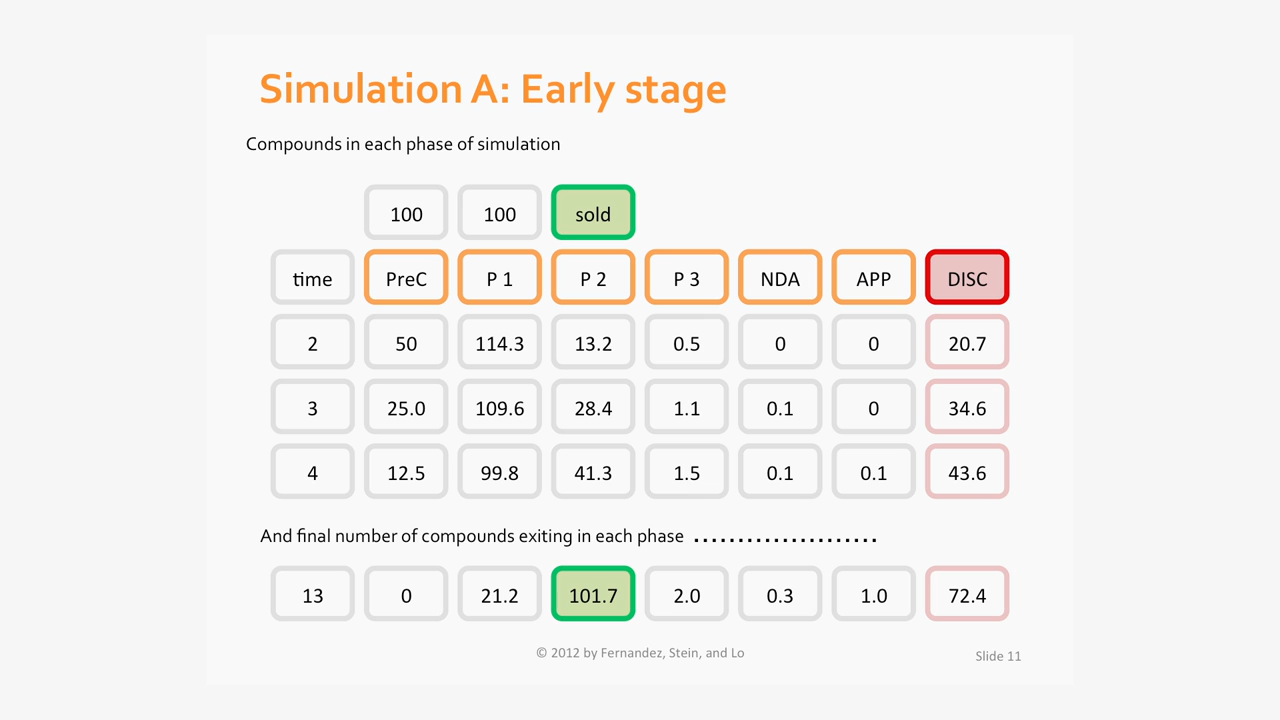 Simulation A: Early stage
Compounds in each phase of simulation
100 100 sold
time PreC P 1 P 2 P 3 NDA APP DISC
2 50 114.3 13.2 0.5 0 0 20.7
3 25.0 109.6 28.4 1.1 0.1 0 34.6
4 12.5 99.8 41.3 1.5 0.1 0.1 43.6
And final number of compounds exiting in each phase .....................
13 0 21.2 101.7 2.0 0.3 1.0 72.4
© 2012 by Fernandez, Stein, and Lo
Slide 11